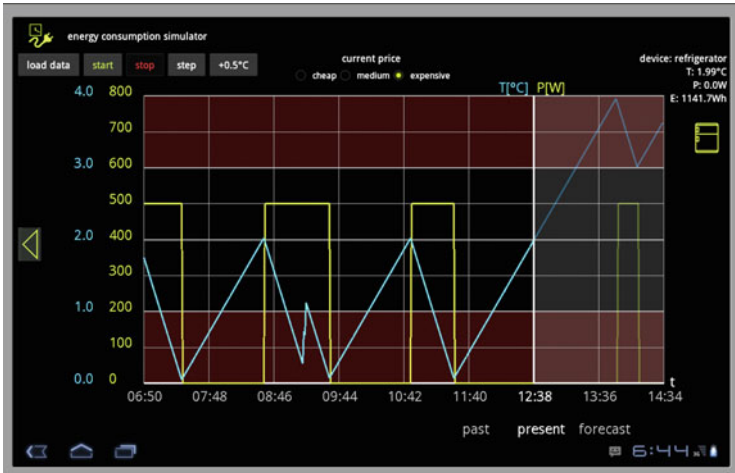 energy consumption simulator
load data start stop step +0.5°C
current price
cheap medium expensive
device: refrigerator
T: 1.99°C
P: 0.0W
E: 1141.7Wh
T[°C] P[W]
4.0 800
700
3.0 600
500
2.0 400
300
1.0 200
100
0.0 0
t
06:50 07:48 08:46 09:44 10:42 11:40 12:38 13:36 14:34
past present forecast
6:44